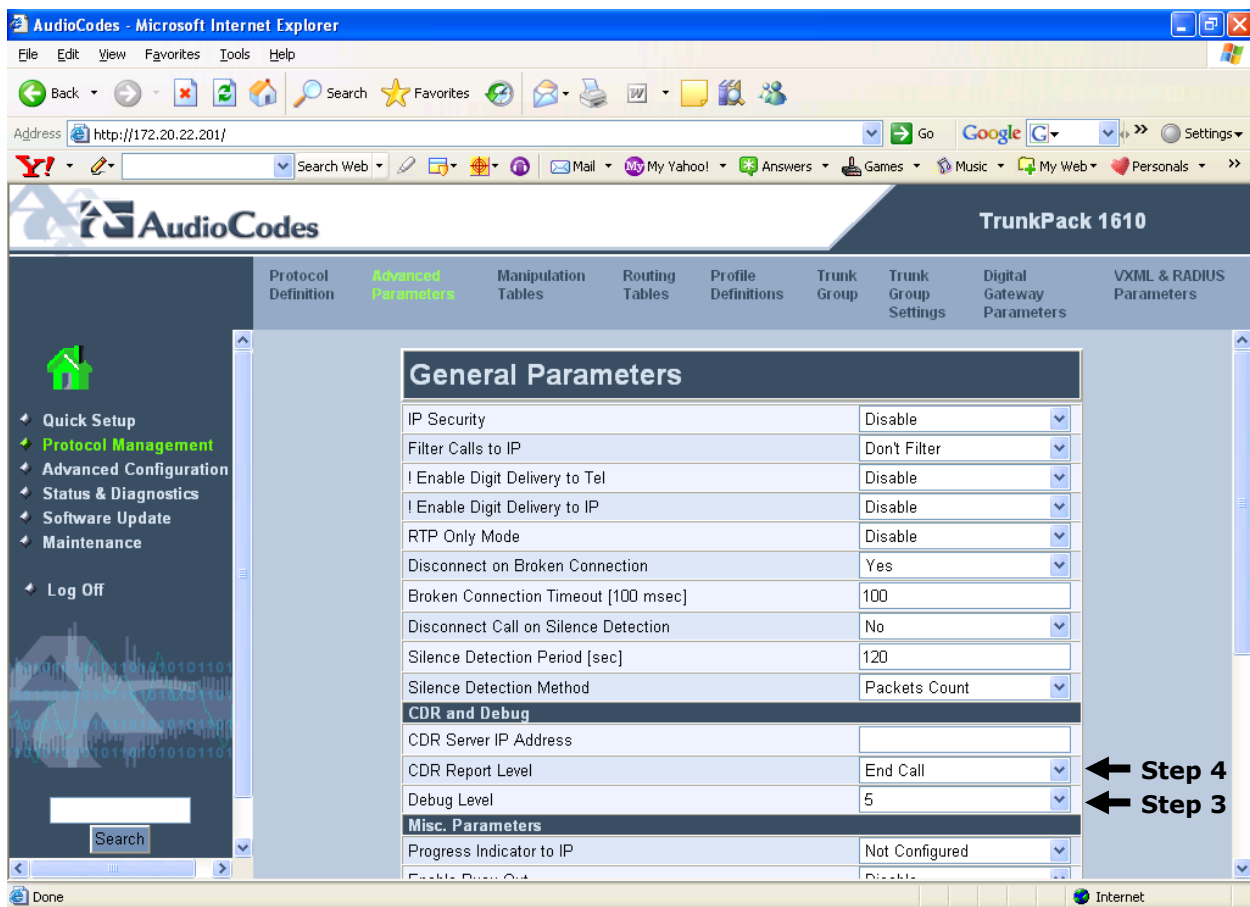 AudioCodes - Microsoft Internet Explorer
File Edit View Favorites Tools Help
Back Search Favorites
Address http://172.20.22.201/ Go Google Settings
Y! Search Web Mail My Yahoo! Answers Games Music My Web Personals
AudioCodes TrunkPack 1610
Protocol Definition
Advanced Parameters
Manipulation Tables
Routing Tables
Profile Definitions
Trunk Group
Trunk Group Settings
Digital Gateway Parameters
VXML & RADIUS Parameters
Quick Setup
Protocol Management
Advanced Configuration
Status & Diagnostics
Software Update
Maintenance
Log Off
Search
General Parameters
IP Security Disable
Filter Calls to IP Don't Filter
! Enable Digit Delivery to Tel Disable
! Enable Digit Delivery to IP Disable
RTP Only Mode Disable
Disconnect on Broken Connection Yes
Broken Connection Timeout [100 msec] 100
Disconnect Call on Silence Detection No
Silence Detection Period [sec] 120
Silence Detection Method Packets Count
CDR and Debug
CDR Server IP Address
CDR Report Level End Call Step 4
Debug Level 5 Step 3
Misc. Parameters
Progress Indicator to IP Not Configured
Done Internet